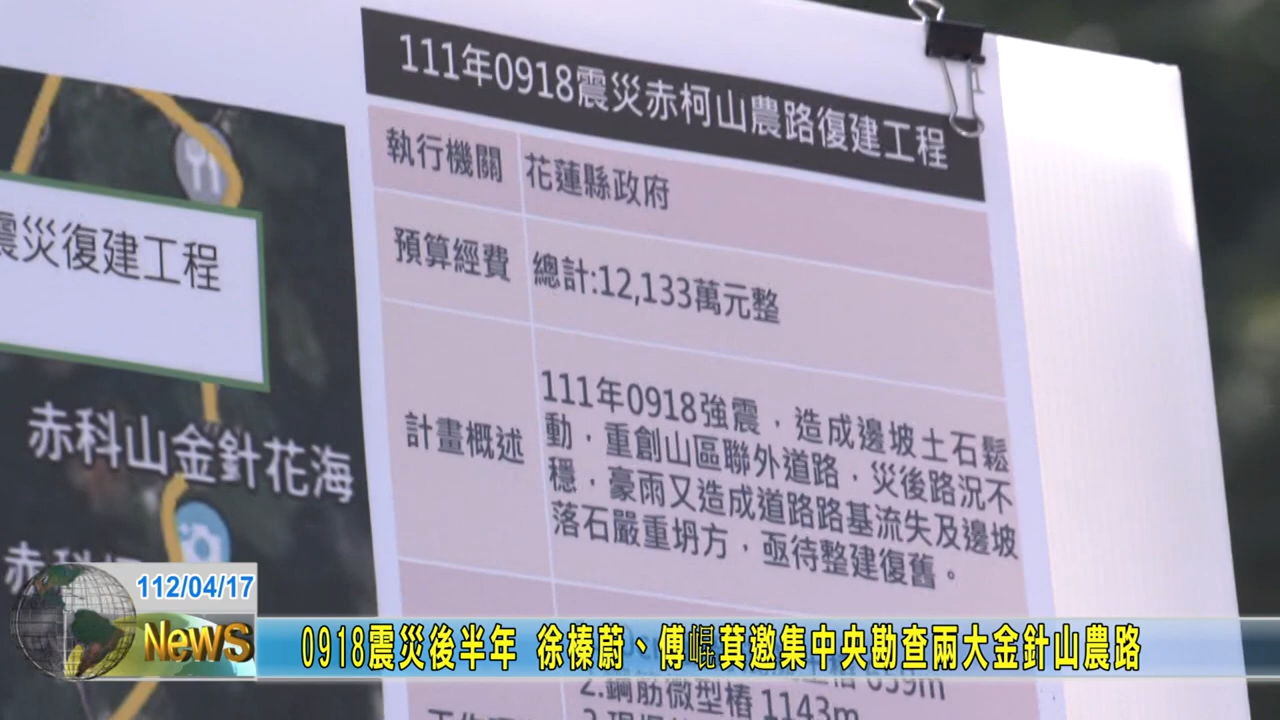 111年0918震災赤柯山農路復建工程
執行機關 花蓮縣政府
預算經費 總計:12,133萬元整
計畫概述
111年0918強震，造成邊坡土石鬆
動，重創山區聯外道路，災後路況不
穩，豪雨又造成道路路基流失及邊坡
落石嚴重坍方，亟待整建復舊。
震災復建工程
赤科山金針花海
112/04/17
News
0918震災後半年 徐榛蔚、傅崐萁邀集中央勘查兩大金針山農路
2.鋼筋微型樁 1143m